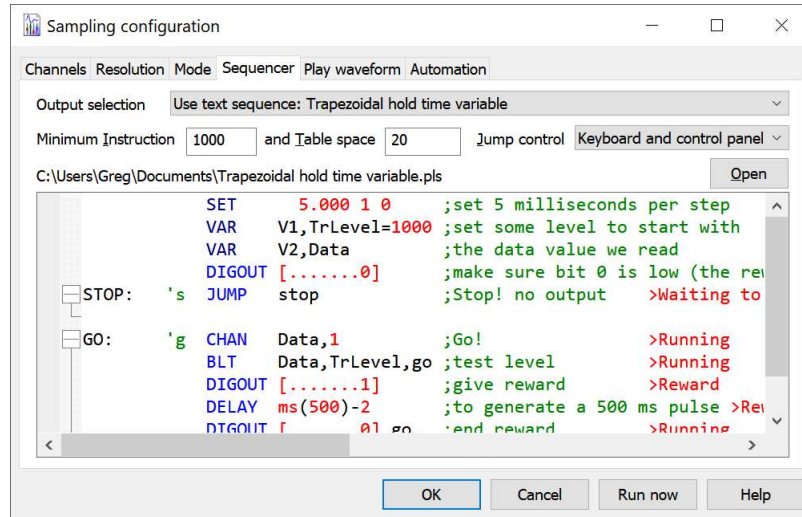 Sampling configuration
Channels Resolution Mode Sequencer Play waveform Automation
Output selection Use text sequence: Trapezoidal hold time variable
Minimum Instruction 1000 and Table space 20 Jump control Keyboard and control panel
C:\Users\Greg\Documents\Trapezoidal hold time variable.pls Open
SET 5.000 1 0 ;set 5 milliseconds per step
VAR V1,TrLevel=1000 ;set some level to start with
VAR V2,Data ;the data value we read
DIGOUT [.......0] ;make sure bit 0 is low (the
STOP: 's JUMP stop ;Stop! no output >Waiting to
GO: 'g CHAN Data,1 ;Go! >Running
BLT Data,TrLevel,go ;test level >Running
DIGOUT [.......1] ;give reward >Reward
DELAY ms(500)-2 ;to generate a 500 ms pulse
DIGOUT [.......0],go ;end reward >Running
OK Cancel Run now Help